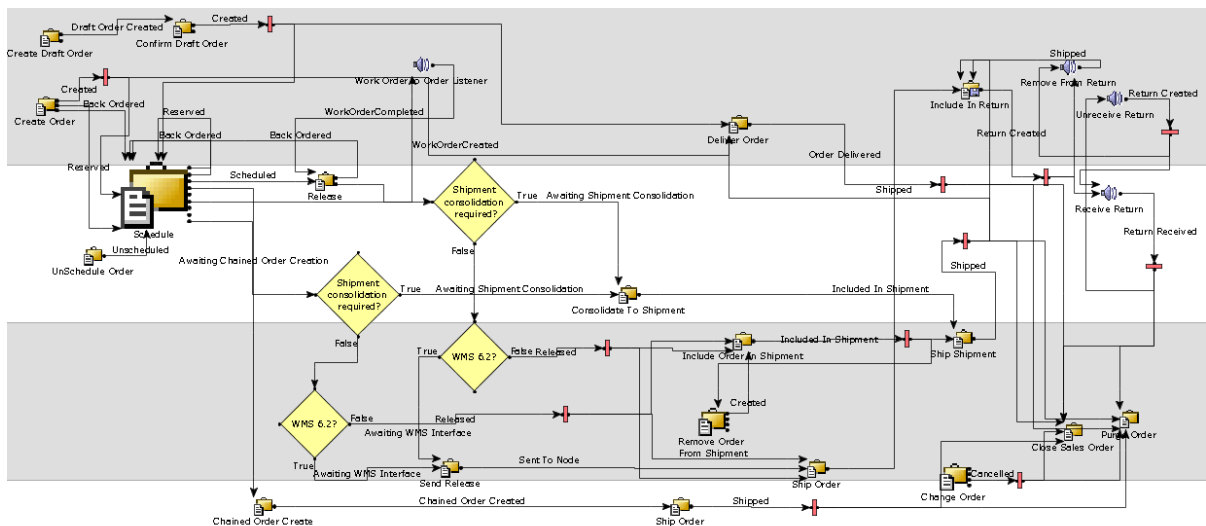 Draft Order Created
Created
Create Draft Order
Confirm Draft Order
Shipped
Created
Work Order To Order Listener
Remove From Return
Back Ordered
Include In Return
Return Created
Create Order
Reserved
Unreceive Return
WorkOrderCompleted
Deliver Order
Return Created
Back Ordered
WorkOrderCreated
Order Delivered
Reserved
Scheduled
Shipment
consolidation
required?
True
Awaiting Shipment Consolidation
Shipped
Release
Receive Return
Schedule
Unscheduled
False
Return Received
UnSchedule Order
Awaiting Chained Order Creation
Shipped
Shipment
consolidation
required?
True
Awaiting Shipment Consolidation
Included In Shipment
Consolidate To Shipment
False
True
WMS 6.2?
False
Released
Include Order In Shipment
Included In Shipment
Ship Shipment
Created
WMS 6.2?
False
Released
Awaiting WMS Interface
Remove Order
From Shipment
Purge Order
Close Sales Order
True
Awaiting WMS Interface
Sent To Node
Send Release
Ship Order
Cancelled
Change Order
Chained Order Created
Shipped
Chained Order Create
Ship Order